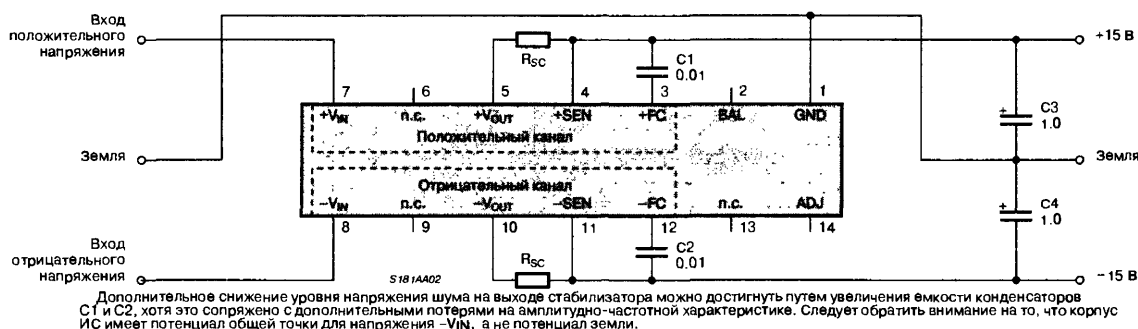 Вход
положительного
напряжения
+15 В
RSC
C1
0.01
7 6 5 4 3 2 1
+VIN n.c. +VOUT +SEN +FC BAL GND
Положительный канал
+ C3
1.0
Земля
Земля
Отрицательный канал
–VIN n.c. –VOUT –SEN –FC n.c. ADJ
8 9 10 11 12 13 14
+ C4
1.0
C2
0.01
Вход
отрицательного
напряжения
S181AA02
RSC
–15 В
Дополнительное снижение уровня напряжения шума на выходе стабилизатора можно достигнуть путем увеличения емкости конденсаторов
C1 и C2, хотя это сопряжено с дополнительными потерями на амплитудно-частотной характеристике. Следует обратить внимание на то, что корпус
ИС имеет потенциал общей точки для напряжения –VIN, а не потенциал земли.